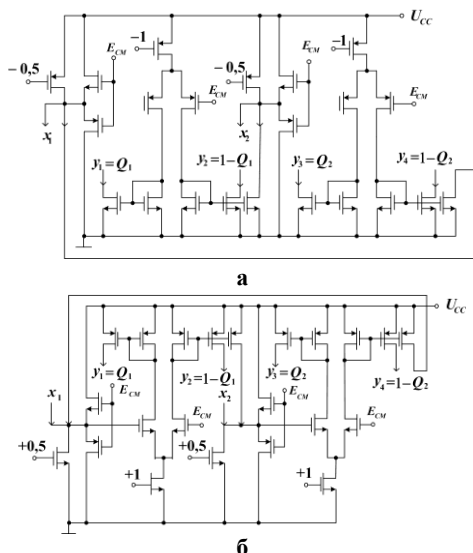 −1
−1
U_CC
E_CM
E_CM
− 0,5
− 0,5
E_CM
E_CM
x_1
x_2
y_1 = Q_1
y_2 = 1−Q_1
y_3 = Q_2
y_4 = 1−Q_2
а
U_CC
y_1 = Q_1
y_2 = 1−Q_1
y_3 = Q_2
y_4 = 1−Q_2
x_1
E_CM
x_2
E_CM
E_CM
E_CM
+0,5
+0,5
+1
+1
б